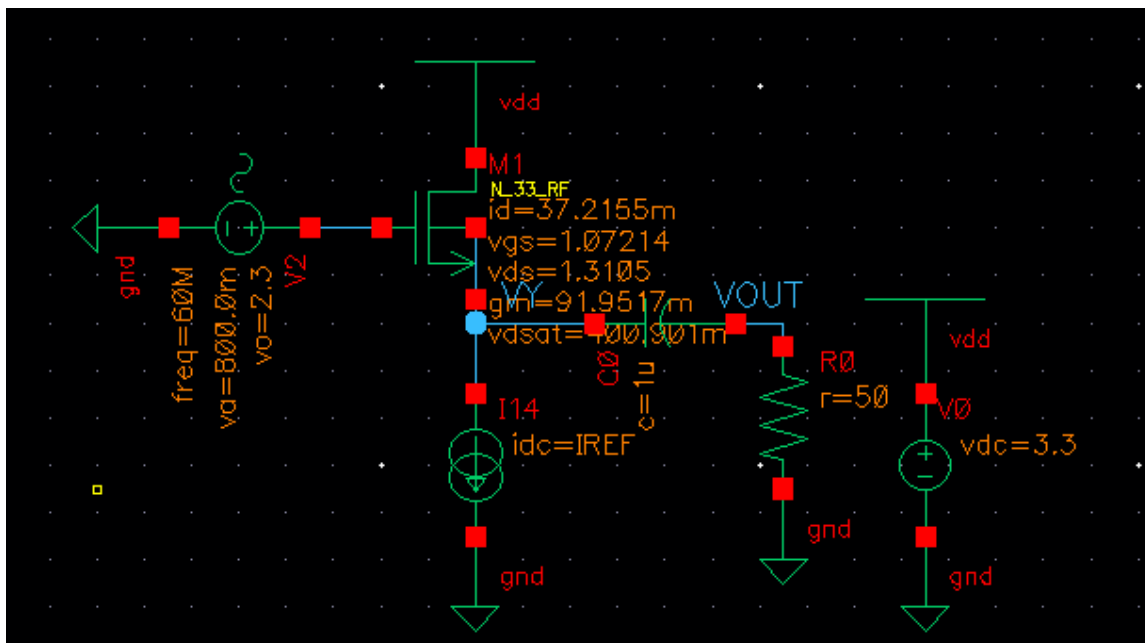 vdd
M1
N_33_RF
id=37.2155m
vgs=1.07214
vds=1.3105
gm=91.9517m
vdsat=400.901m
gnd
V2
freq=60M
va=800.0m
vo=2.3
VY
VOUT
C0
c=1u
R0
r=50
gnd
I14
idc=IREF
gnd
vdd
V0
vdc=3.3
gnd